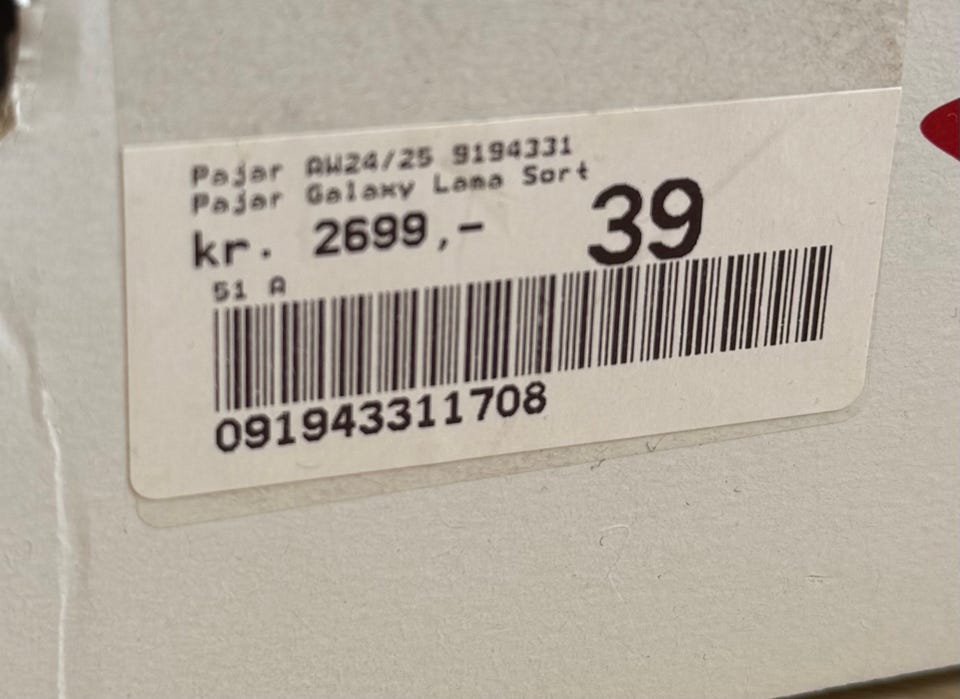 Pajar AW24/25 9194331
Pajar Galaxy Lama Sort
kr. 2699,- 39
51 A
091943311708